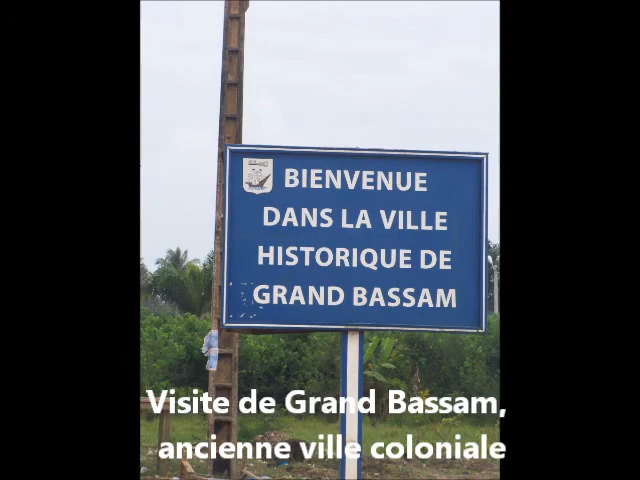 BIENVENUE
DANS LA VILLE
HISTORIQUE DE
GRAND BASSAM
Visite de Grand Bassam,
ancienne ville coloniale